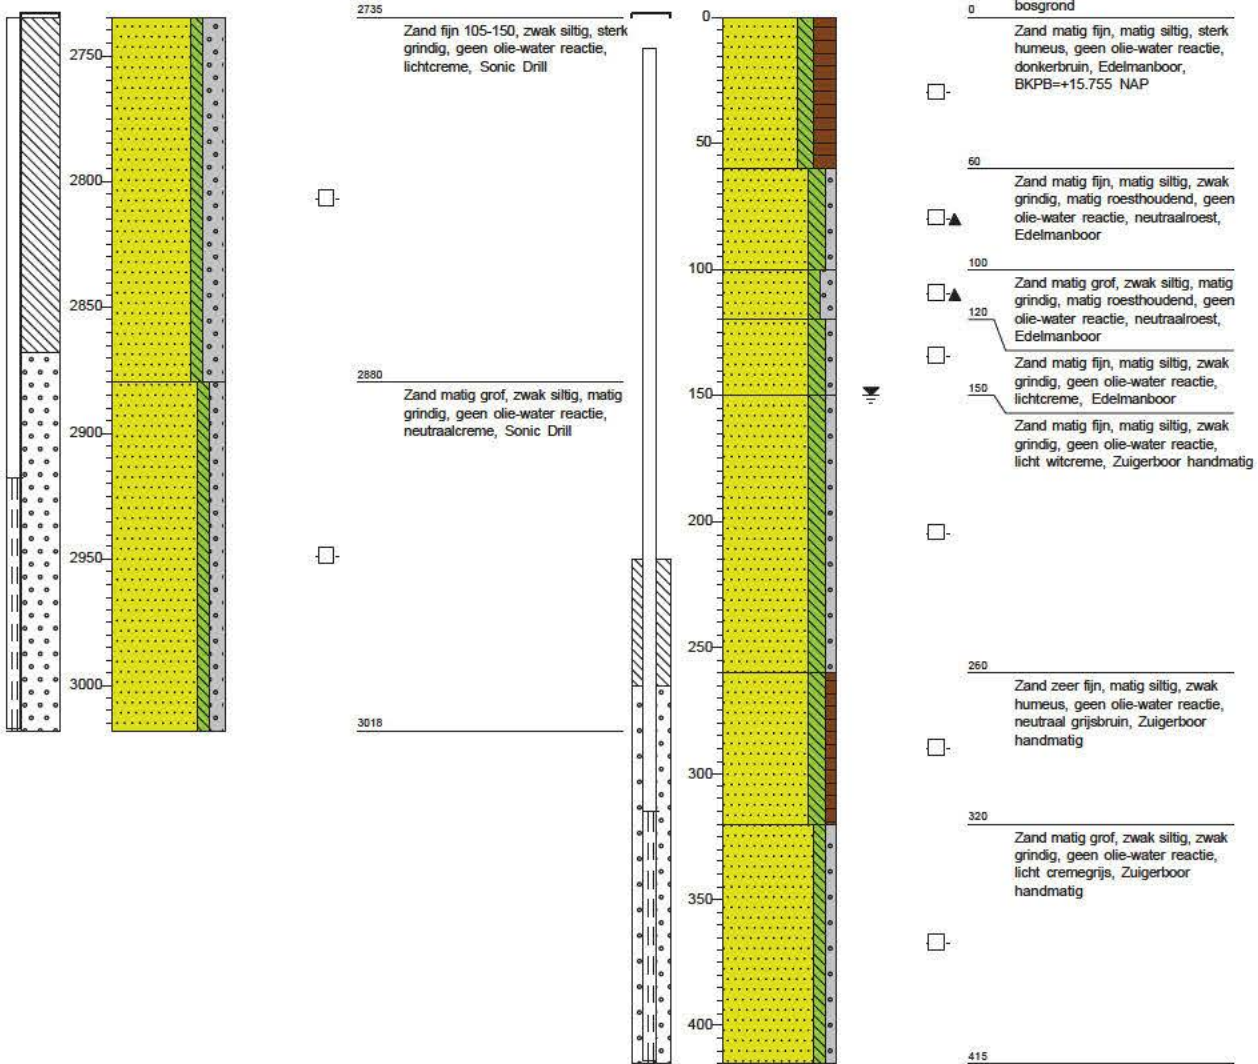 2735
Zand fijn 105-150, zwak siltig, sterk
grindig, geen olie-water reactie,
lichtcreme, Sonic Drill
2750
2800
2850
2880
Zand matig grof, zwak siltig, matig
grindig, geen olie-water reactie,
neutraalcreme, Sonic Drill
2900
2950
3000
3018
0
50
100
150
200
250
300
350
400
0
bosgrond
Zand matig fijn, matig siltig, sterk
humeus, geen olie-water reactie,
donkerbruin, Edelmanboor,
BKPB=+15.755 NAP
60
Zand matig fijn, matig siltig, zwak
grindig, matig roesthoudend, geen
olie-water reactie, neutraalroest,
Edelmanboor
100
Zand matig grof, zwak siltig, matig
grindig, matig roesthoudend, geen
olie-water reactie, neutraalroest,
Edelmanboor
120
Zand matig fijn, matig siltig, zwak
grindig, geen olie-water reactie,
lichtcreme, Edelmanboor
150
Zand matig fijn, matig siltig, zwak
grindig, geen olie-water reactie,
licht witcreme, Zuigerboor handmatig
260
Zand zeer fijn, matig siltig, zwak
humeus, geen olie-water reactie,
neutraal grijsbruin, Zuigerboor
handmatig
320
Zand matig grof, zwak siltig, zwak
grindig, geen olie-water reactie,
licht cremegrijs, Zuigerboor
handmatig
415